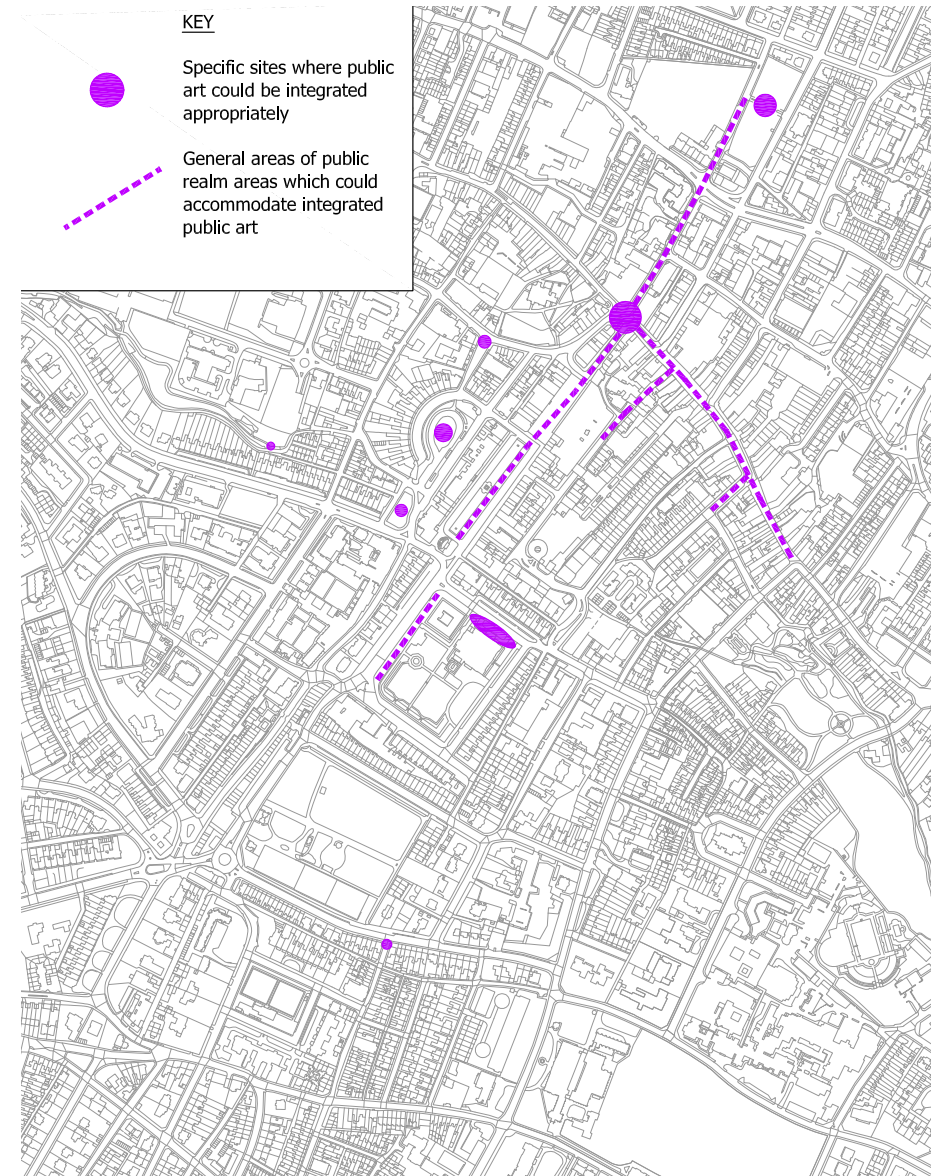 KEY
Specific sites where public
art could be integrated
appropriately
General areas of public
realm areas which could
accommodate integrated
public art